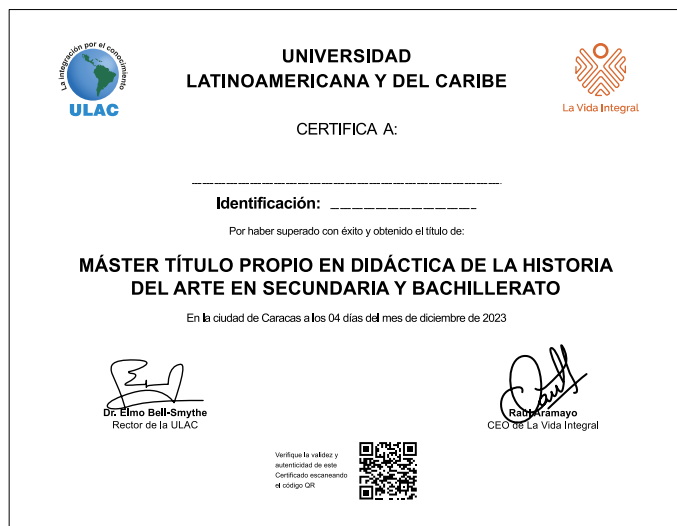 La integración por el conocimiento
ULAC
UNIVERSIDAD
LATINOAMERICANA Y DEL CARIBE
La Vida Integral
CERTIFICA A:
Identificación:
Por haber superado con éxito y obtenido el título de:
MÁSTER TÍTULO PROPIO EN DIDÁCTICA DE LA HISTORIA
DEL ARTE EN SECUNDARIA Y BACHILLERATO
En la ciudad de Caracas a los 04 días del mes de diciembre de 2023
Dr. Elmo Bell-Smythe
Rector de la ULAC
Raúl Aramayo
CEO de La Vida Integral
Verifique la validez y
autenticidad de este
Certificado escaneando
el código QR